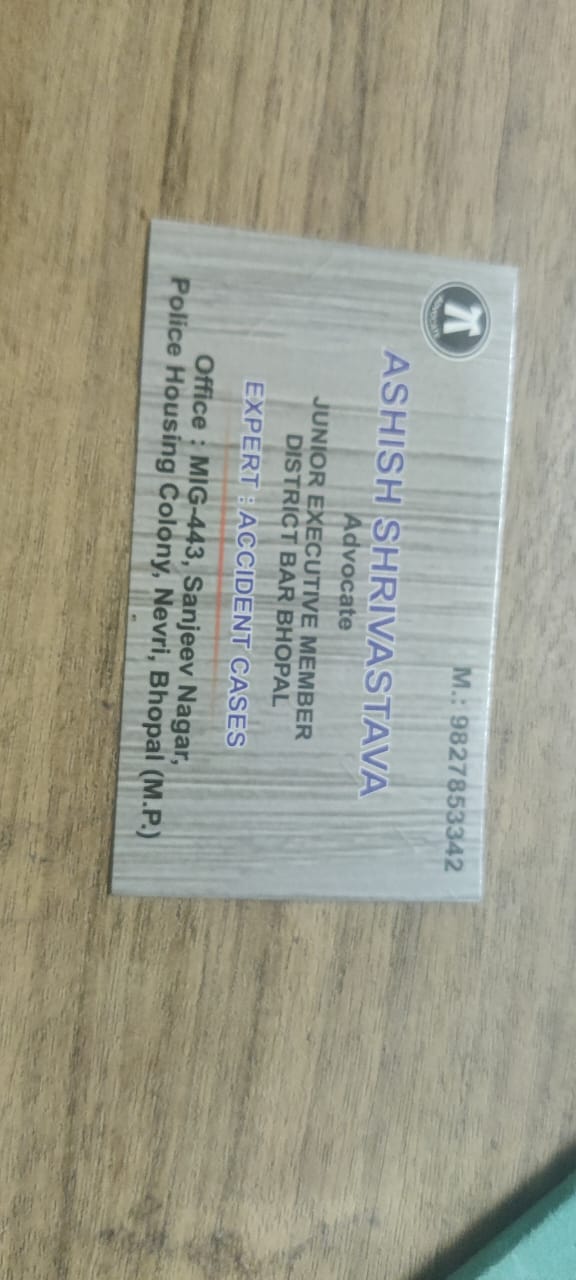 M.: 9827853342
ASHISH SHRIVASTAVA
Advocate
JUNIOR EXECUTIVE MEMBER
DISTRICT BAR BHOPAL
EXPERT : ACCIDENT CASES
Office : MIG-443, Sanjeev Nagar,
Police Housing Colony, Nevri, Bhopal (M.P.)